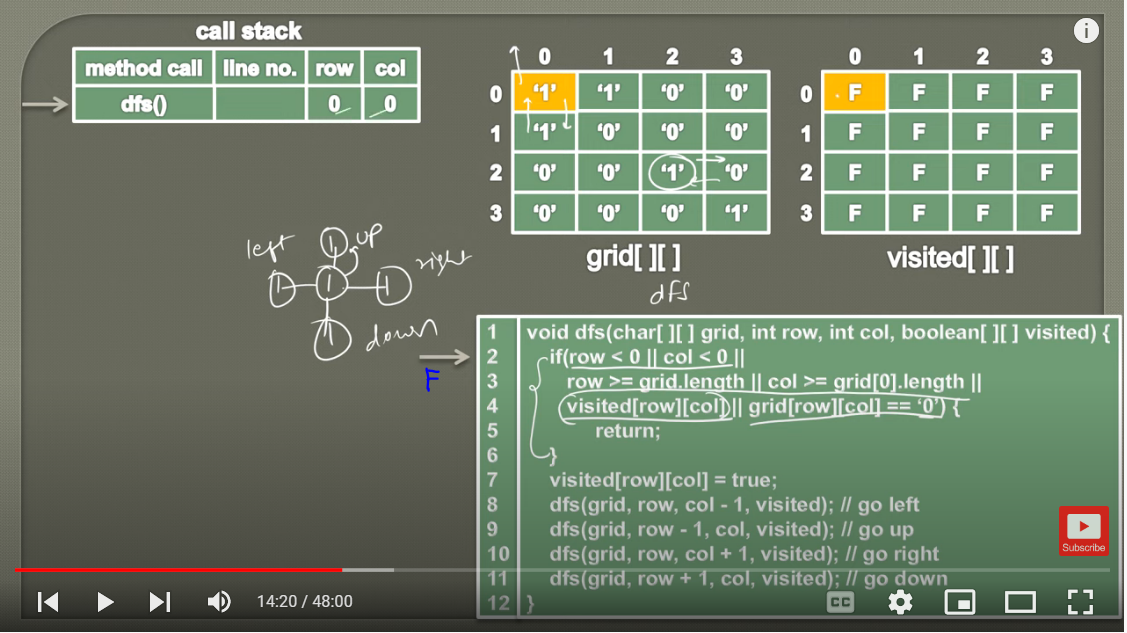 call stack
method call line no. row col
dfs() 0 0
0 1 2 3
0 '1' '1' '0' '0'
1 '1' '0' '0' '0'
2 '0' '0' '1' '0'
3 '0' '0' '0' '1'
grid[ ][ ]
dfs
0 1 2 3
0 F F F F
1 F F F F
2 F F F F
3 F F F F
visited[ ][ ]
i
left
up
right
down
1
1 1 1
1
F
1 void dfs(char[ ][ ] grid, int row, int col, boolean[ ][ ] visited) {
2 if(row < 0 || col < 0 ||
3 row >= grid.length || col >= grid[0].length ||
4 visited[row][col] || grid[row][col] == '0') {
5 return;
6 }
7 visited[row][col] = true;
8 dfs(grid, row, col - 1, visited); // go left
9 dfs(grid, row - 1, col, visited); // go up
10 dfs(grid, row, col + 1, visited); // go right
11 dfs(grid, row + 1, col, visited); // go down
12 }
Subscribe
14:20 / 48:00
CC